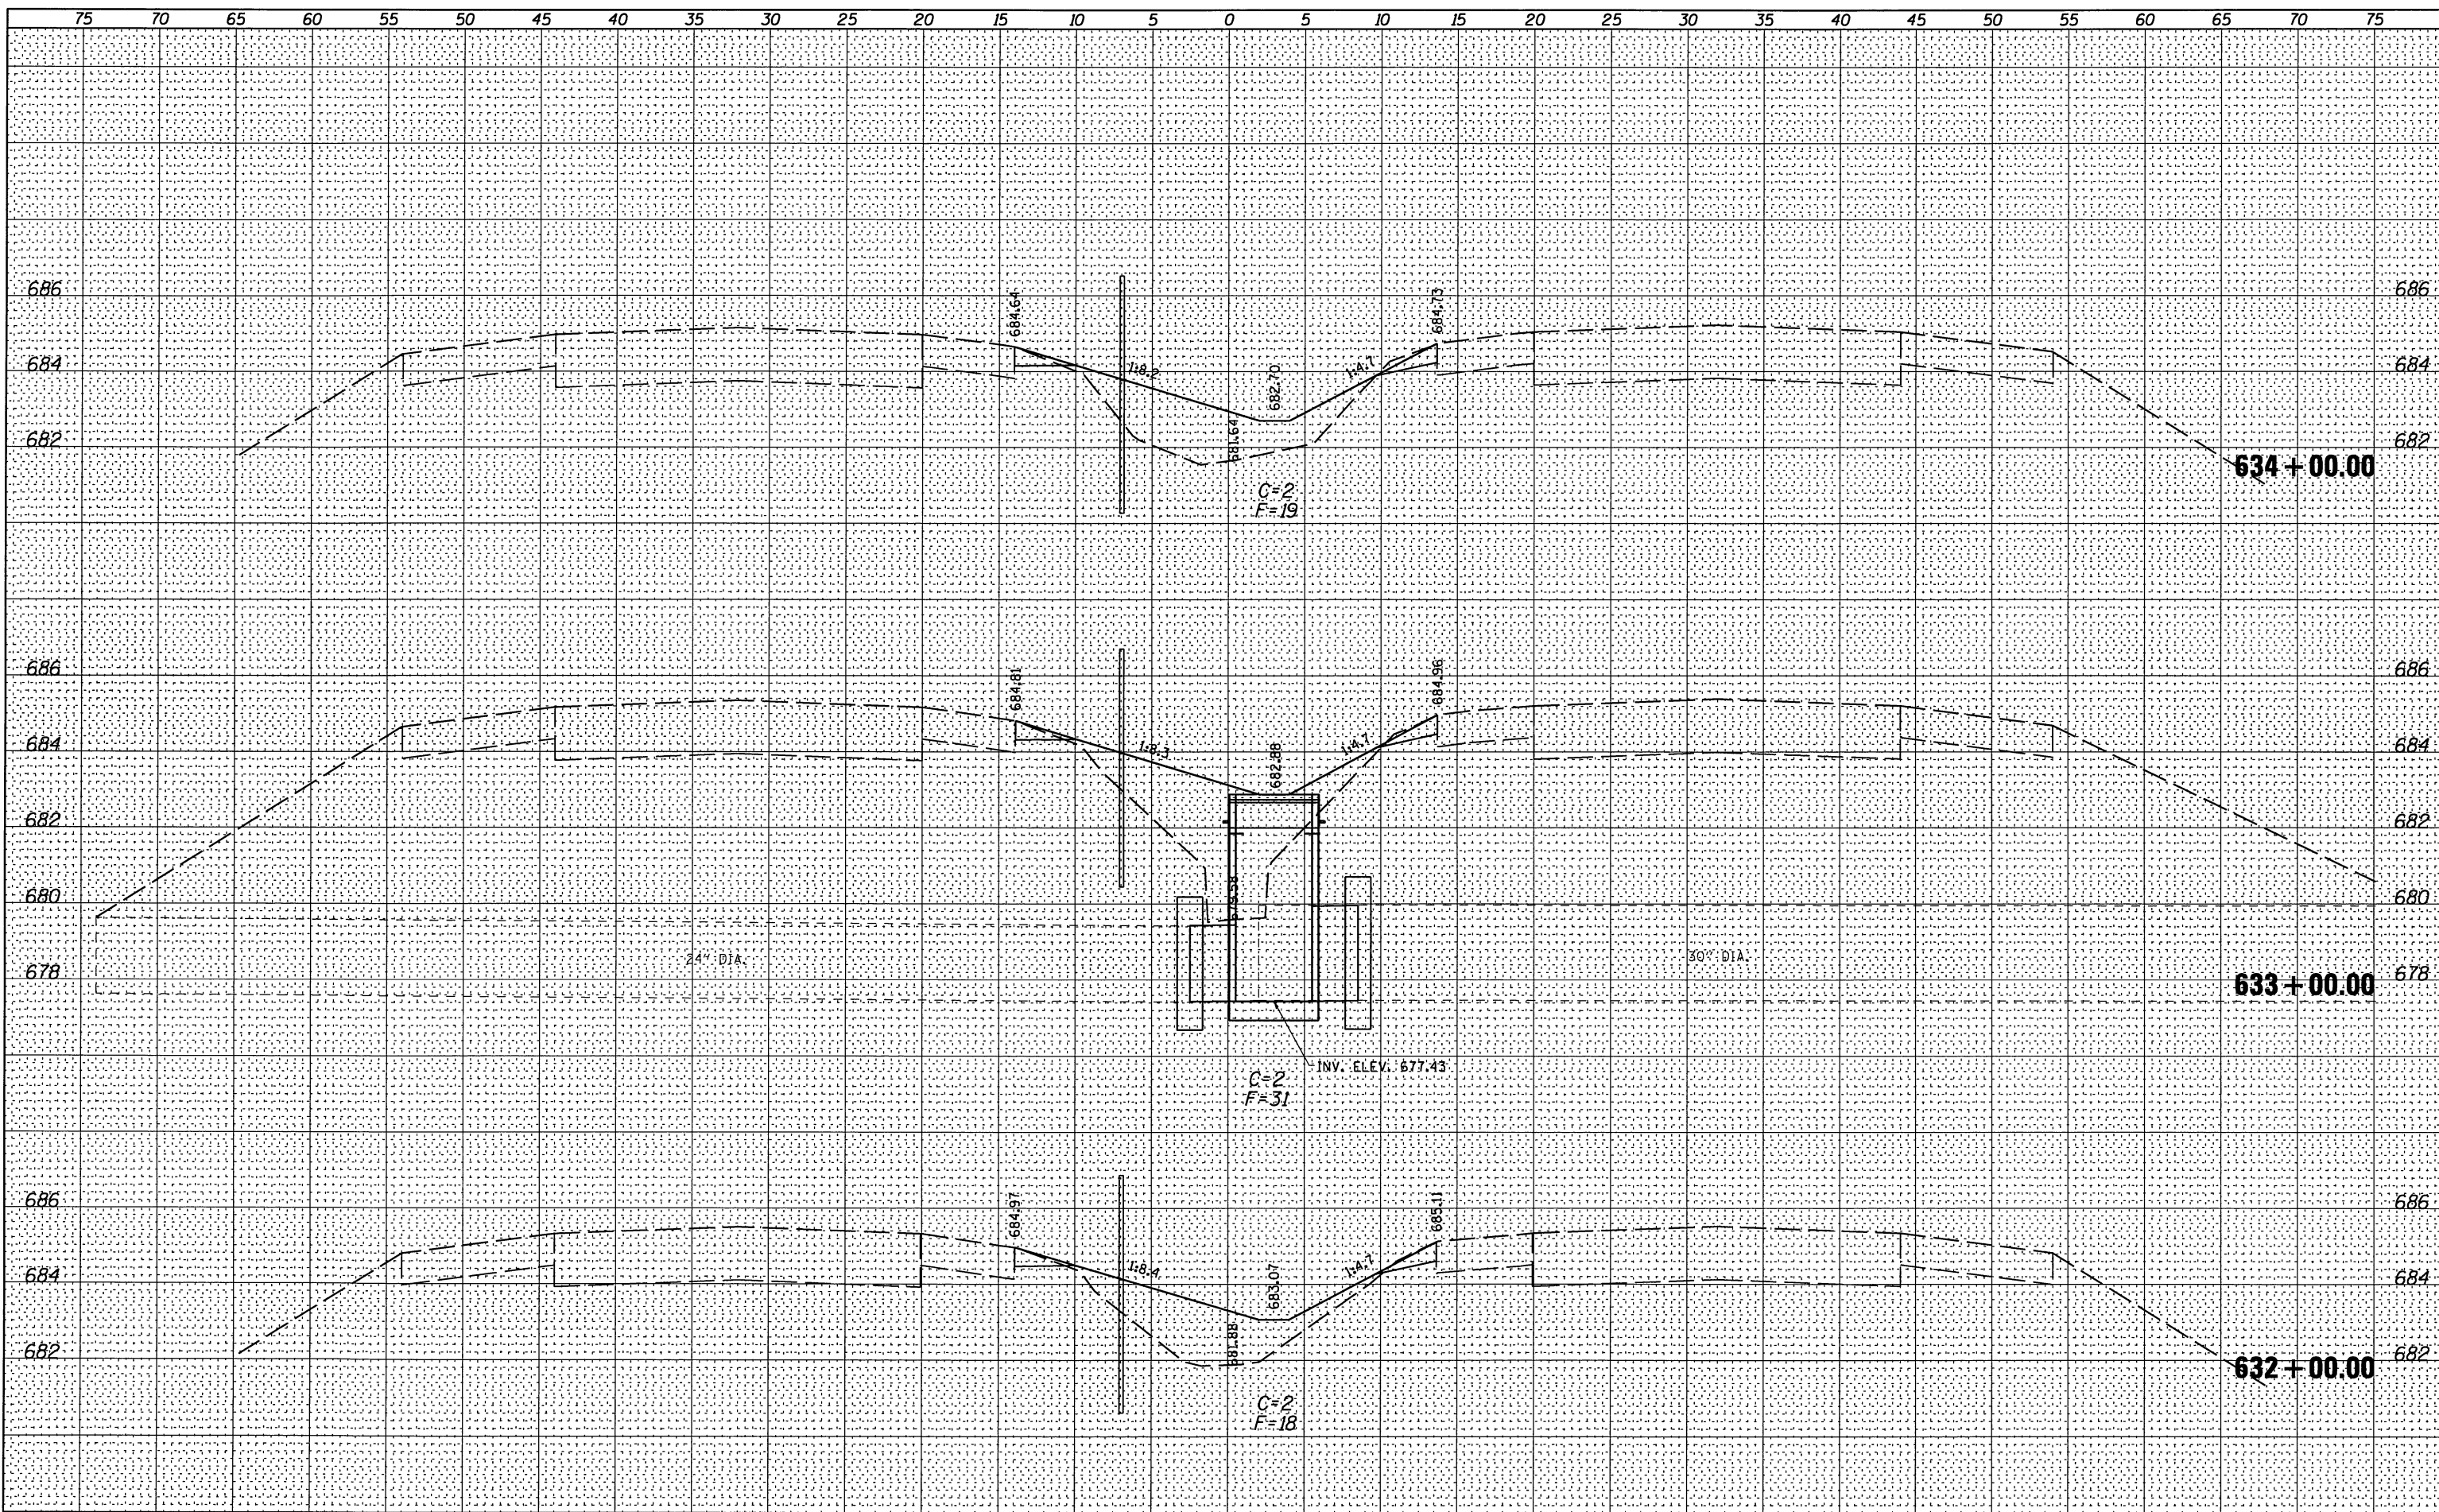 75 70 65 60 55 50 45 40 35 30 25 20 15 10 5 0 5 10 15 20 25 30 35 40 45 50 55 60 65 70 75
686 684.64 684.73 686
684 1:8.2 682.70 1:4.7 684
682 681.64 682
634 + 00.00
C=2
F=19
686 684.81 684.96 686
684 1:8.3 682.88 1:4.7 684
682 682
680 679.58 680
24" DIA. 30" DIA.
678 633 + 00.00 678
INV. ELEV. 677.43
C=2
F=31
686 684.97 685.11 686
684 1:8.4 683.07 1:4.7 684
682 681.88 682
632 + 00.00
C=2
F=18